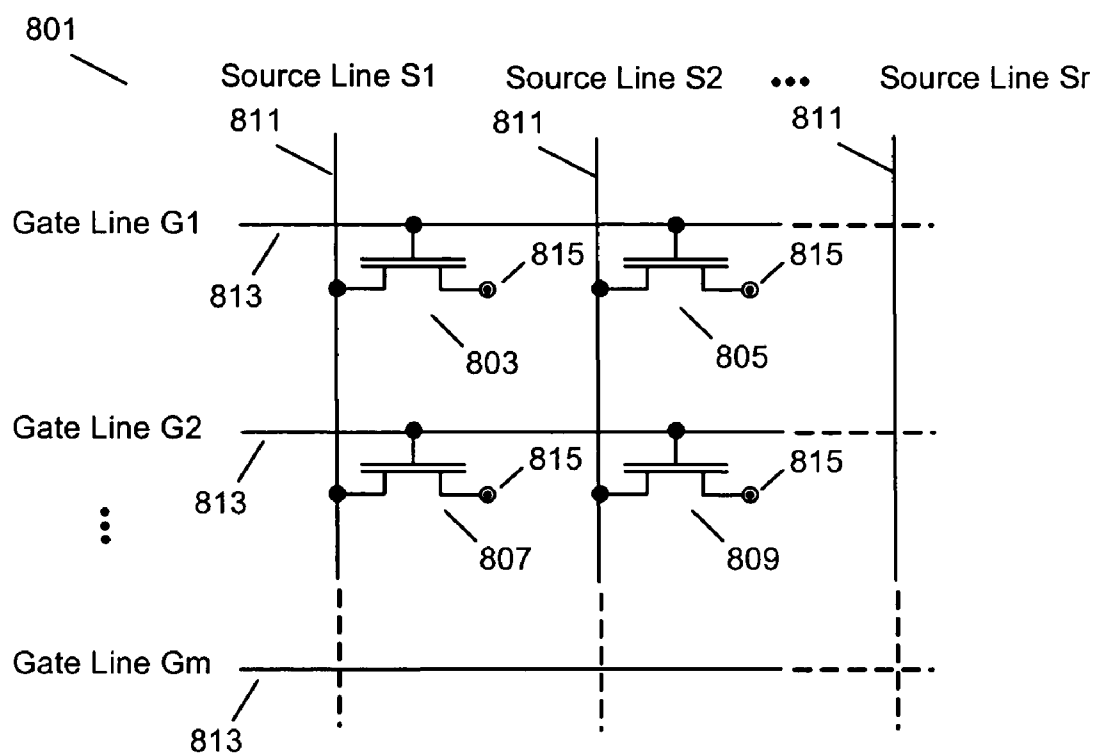 801
Source Line S1 Source Line S2 ••• Source Line Sr
811 811 811
Gate Line G1
815 815
813
803 805
Gate Line G2
815 815
813
807 809
Gate Line Gm
813